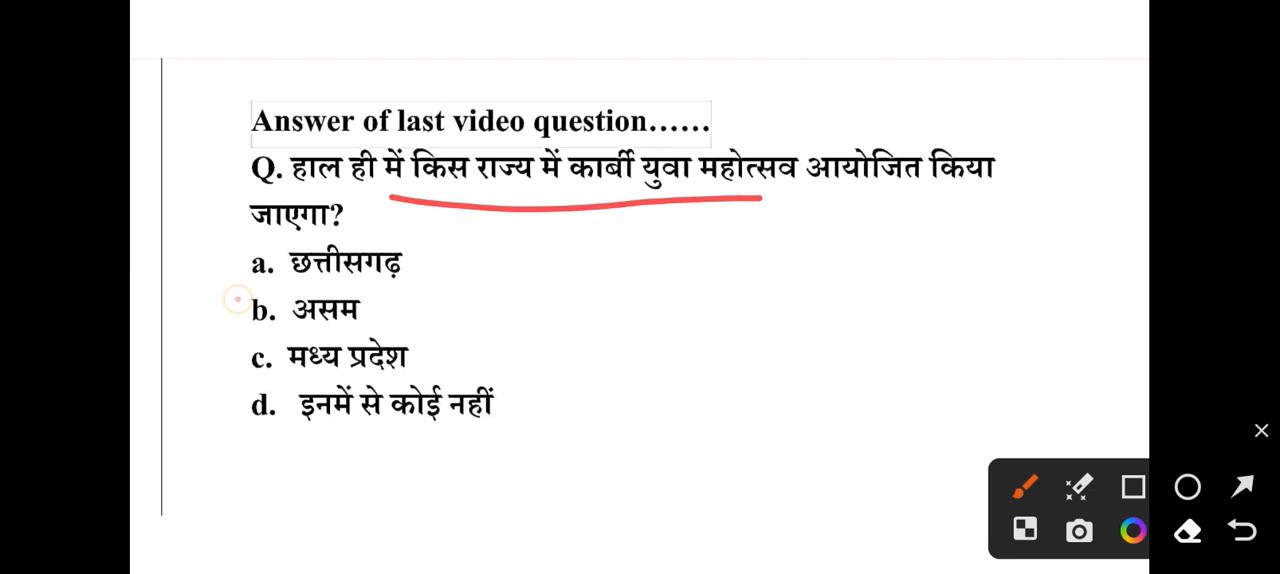 Answer of last video question......
Q. हाल ही में किस राज्य में कार्बी युवा महोत्सव आयोजित किया
जाएगा?
a. छत्तीसगढ़
b. असम
c. मध्य प्रदेश
d. इनमें से कोई नहीं